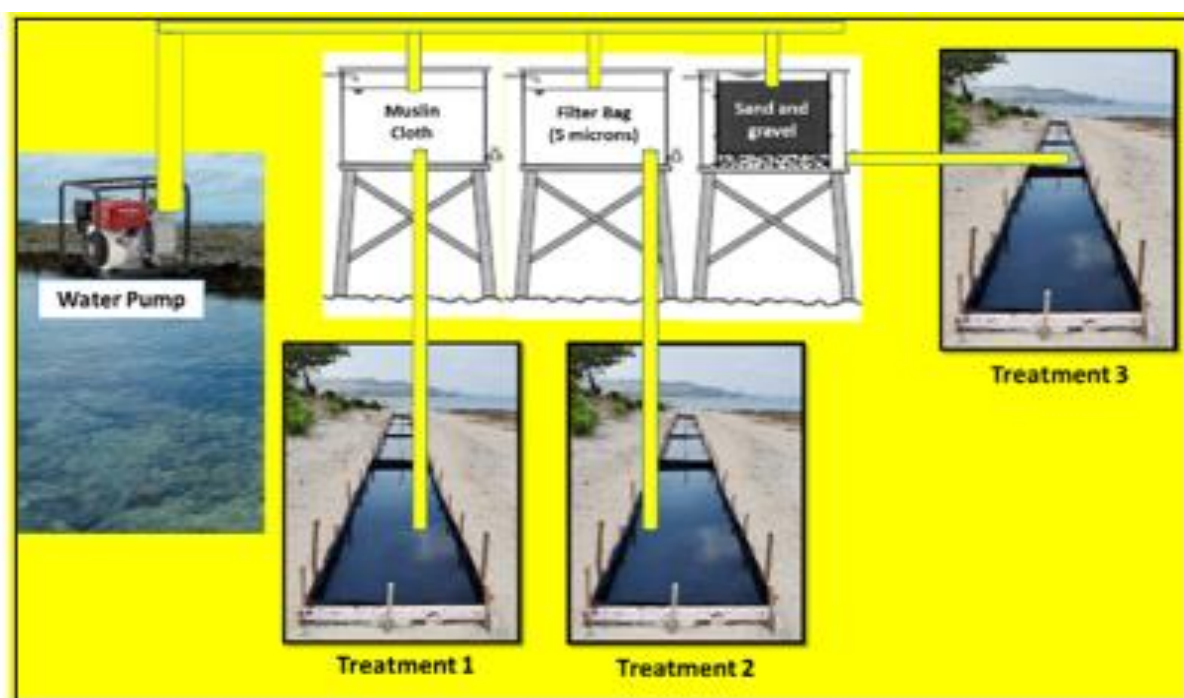 Muslin
Cloth
Filter Bag
(5 microns)
Sand and
gravel
Water Pump
Treatment 3
Treatment 1
Treatment 2